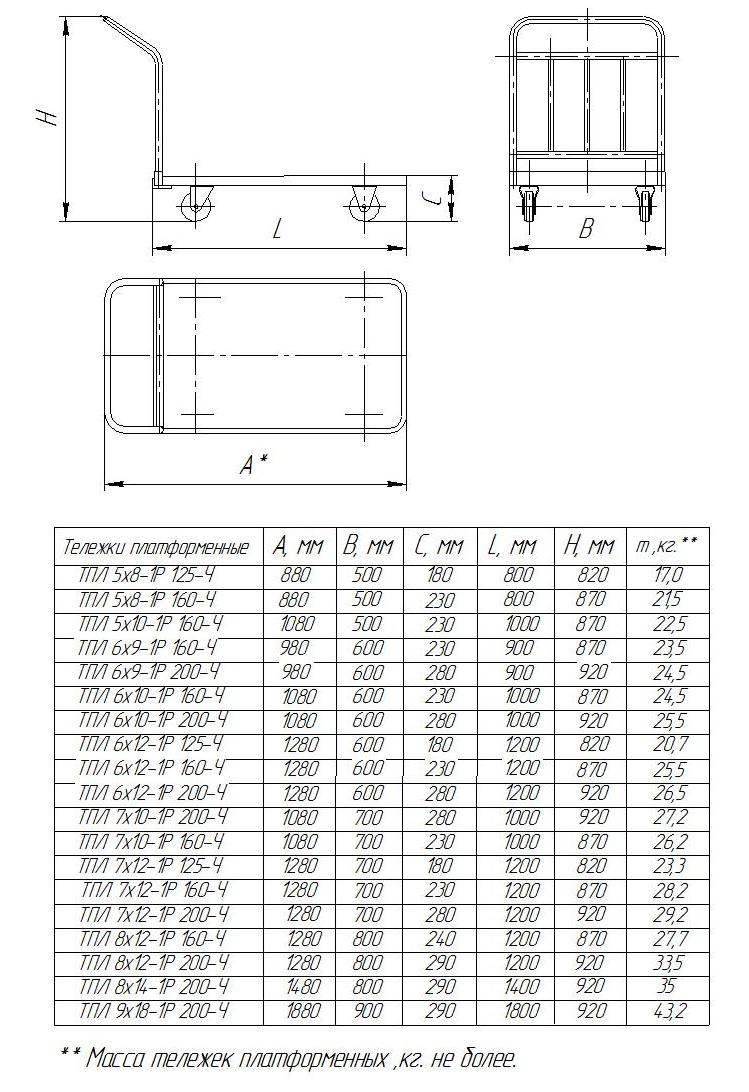 H
C
L
B
A*
Тележки платформенные A, мм B, мм C, мм L, мм H, мм m ,кг.**
ТПЛ 5х8-1Р 125-Ч 880 500 180 800 820 17,0
ТПЛ 5х8-1Р 160-Ч 880 500 230 800 870 21,5
ТПЛ 5х10-1Р 160-Ч 1080 500 230 1000 870 22,5
ТПЛ 6х9-1Р 160-Ч 980 600 230 900 870 23,5
ТПЛ 6х9-1Р 200-Ч 980 600 280 900 920 24,5
ТПЛ 6х10-1Р 160-Ч 1080 600 230 1000 870 24,5
ТПЛ 6х10-1Р 200-Ч 1080 600 280 1000 920 25,5
ТПЛ 6х12-1Р 125-Ч 1280 600 180 1200 820 20,7
ТПЛ 6х12-1Р 160-Ч 1280 600 230 1200 870 25,5
ТПЛ 6х12-1Р 200-Ч 1280 600 280 1200 920 26,5
ТПЛ 7х10-1Р 200-Ч 1080 700 280 1000 920 27,2
ТПЛ 7х10-1Р 160-Ч 1080 700 230 1000 870 26,2
ТПЛ 7х12-1Р 125-Ч 1280 700 180 1200 820 23,3
ТПЛ 7х12-1Р 160-Ч 1280 700 230 1200 870 28,2
ТПЛ 7х12-1Р 200-Ч 1280 700 280 1200 920 29,2
ТПЛ 8х12-1Р 160-Ч 1280 800 240 1200 870 27,7
ТПЛ 8х12-1Р 200-Ч 1280 800 290 1200 920 33,5
ТПЛ 8х14-1Р 200-Ч 1480 800 290 1400 920 35
ТПЛ 9х18-1Р 200-Ч 1880 900 290 1800 920 43,2
** Масса тележек платформенных ,кг. не более.